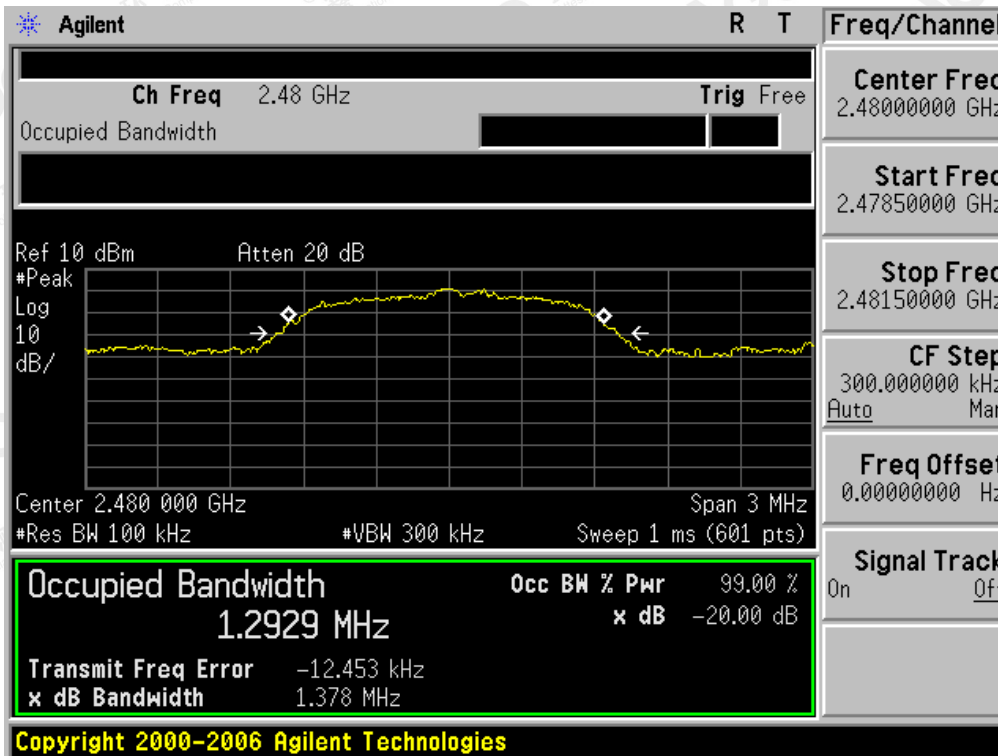 Agilent R T
Freq/Channel
Ch Freq 2.48 GHz Trig Free
Occupied Bandwidth
Center Freq
2.48000000 GHz
Start Freq
2.47850000 GHz
Stop Freq
2.48150000 GHz
CF Step
300.000000 kHz
Auto Man
Freq Offset
0.00000000 Hz
Signal Track
On Off
Ref 10 dBm Atten 20 dB
#Peak
Log
10
dB/
Center 2.480 000 GHz Span 3 MHz
#Res BW 100 kHz #VBW 300 kHz Sweep 1 ms (601 pts)
Occupied Bandwidth Occ BW % Pwr 99.00 %
1.2929 MHz x dB -20.00 dB
Transmit Freq Error -12.453 kHz
x dB Bandwidth 1.378 MHz
Copyright 2000-2006 Agilent Technologies